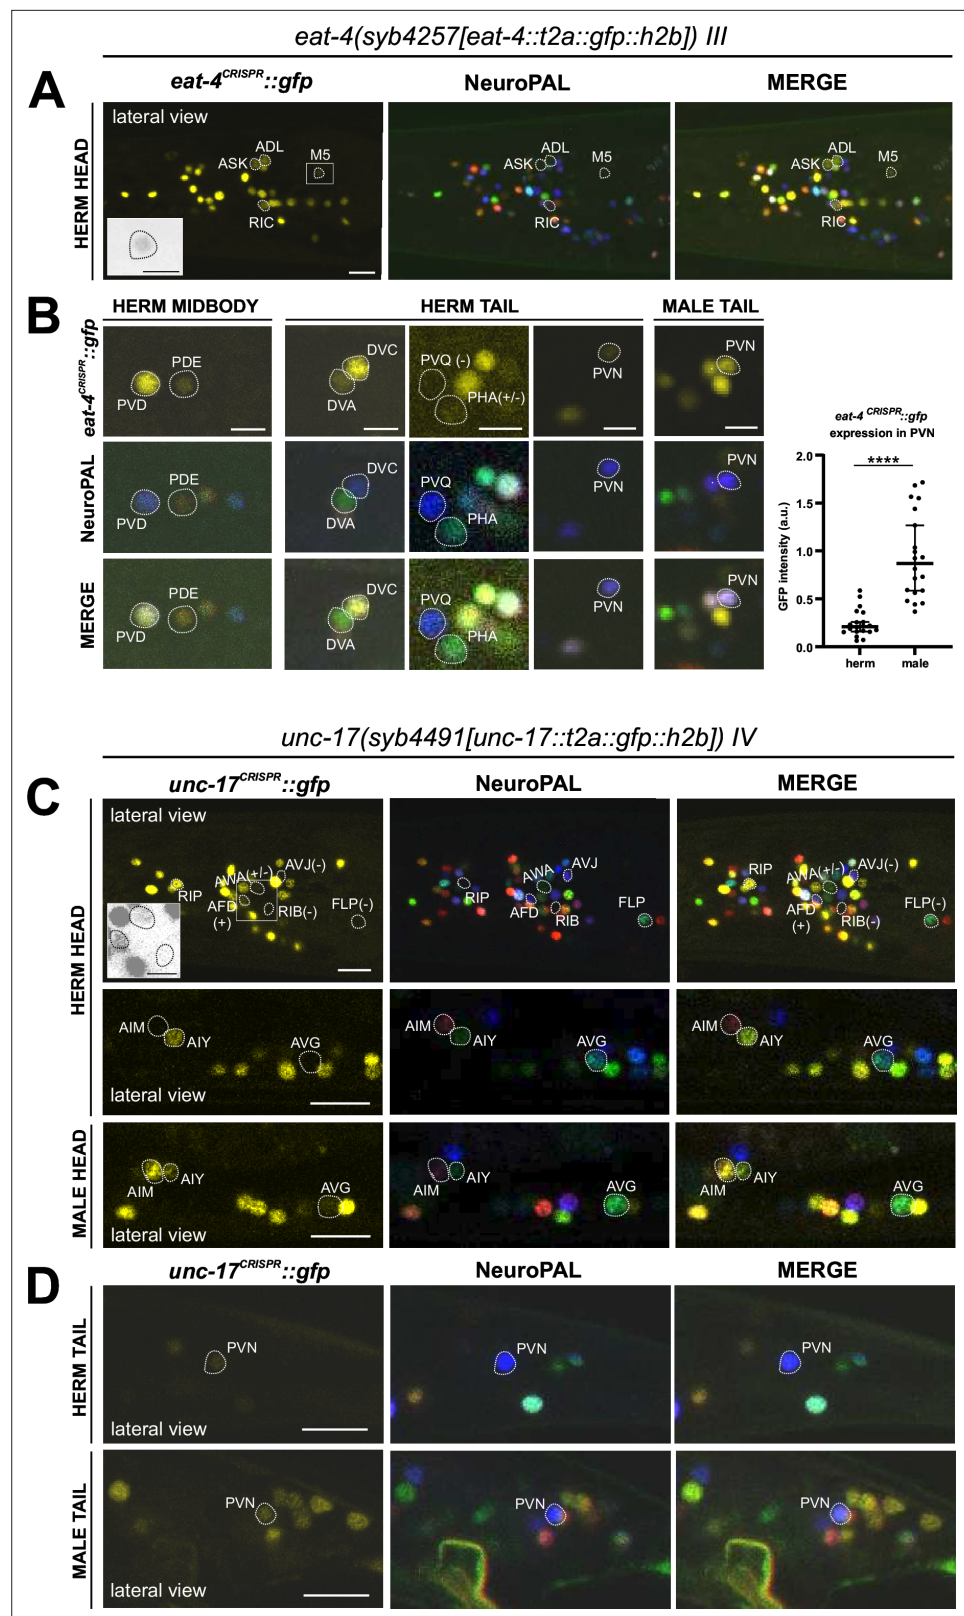 eat-4(syb4257[eat-4::t2a::gfp::h2b]) III
A
eat-4CRISPR::gfp
NeuroPAL
MERGE
HERM HEAD
lateral view
ASK
ADL
M5
RIC
ASK
ADL
M5
RIC
ASK
ADL
M5
RIC
B
HERM MIDBODY
HERM TAIL
MALE TAIL
eat-4CRISPR::gfp
PVD
PDE
DVC
DVA
PVQ (-)
PHA(+/-)
PVN
PVN
NeuroPAL
PVD
PDE
DVC
DVA
PVQ
PHA
PVN
PVN
MERGE
PVD
PDE
DVC
DVA
PVQ
PHA
PVN
PVN
eat-4 CRISPR::gfp
expression in PVN
GFP intensity (a.u.)
2.0
1.5
1.0
0.5
0.0
****
herm
male
unc-17(syb4491[unc-17::t2a::gfp::h2b]) IV
C
unc-17CRISPR::gfp
NeuroPAL
MERGE
HERM HEAD
lateral view
RIP
AWA(+/-)
AVJ(-)
AFD
(+)
RIB(-)
FLP(-)
RIP
AWA
AVJ
AFD
RIB
FLP
RIP
AWA(+/-)
AVJ(-)
AFD
(+)
RIB(-)
FLP(-)
AIM
AIY
AVG
lateral view
AIM
AIY
AVG
AIM
AIY
AVG
MALE HEAD
AIM
AIY
AVG
lateral view
AIM
AIY
AVG
AIM
AIY
AVG
D
unc-17CRISPR::gfp
NeuroPAL
MERGE
HERM TAIL
PVN
lateral view
PVN
PVN
MALE TAIL
PVN
lateral view
PVN
PVN